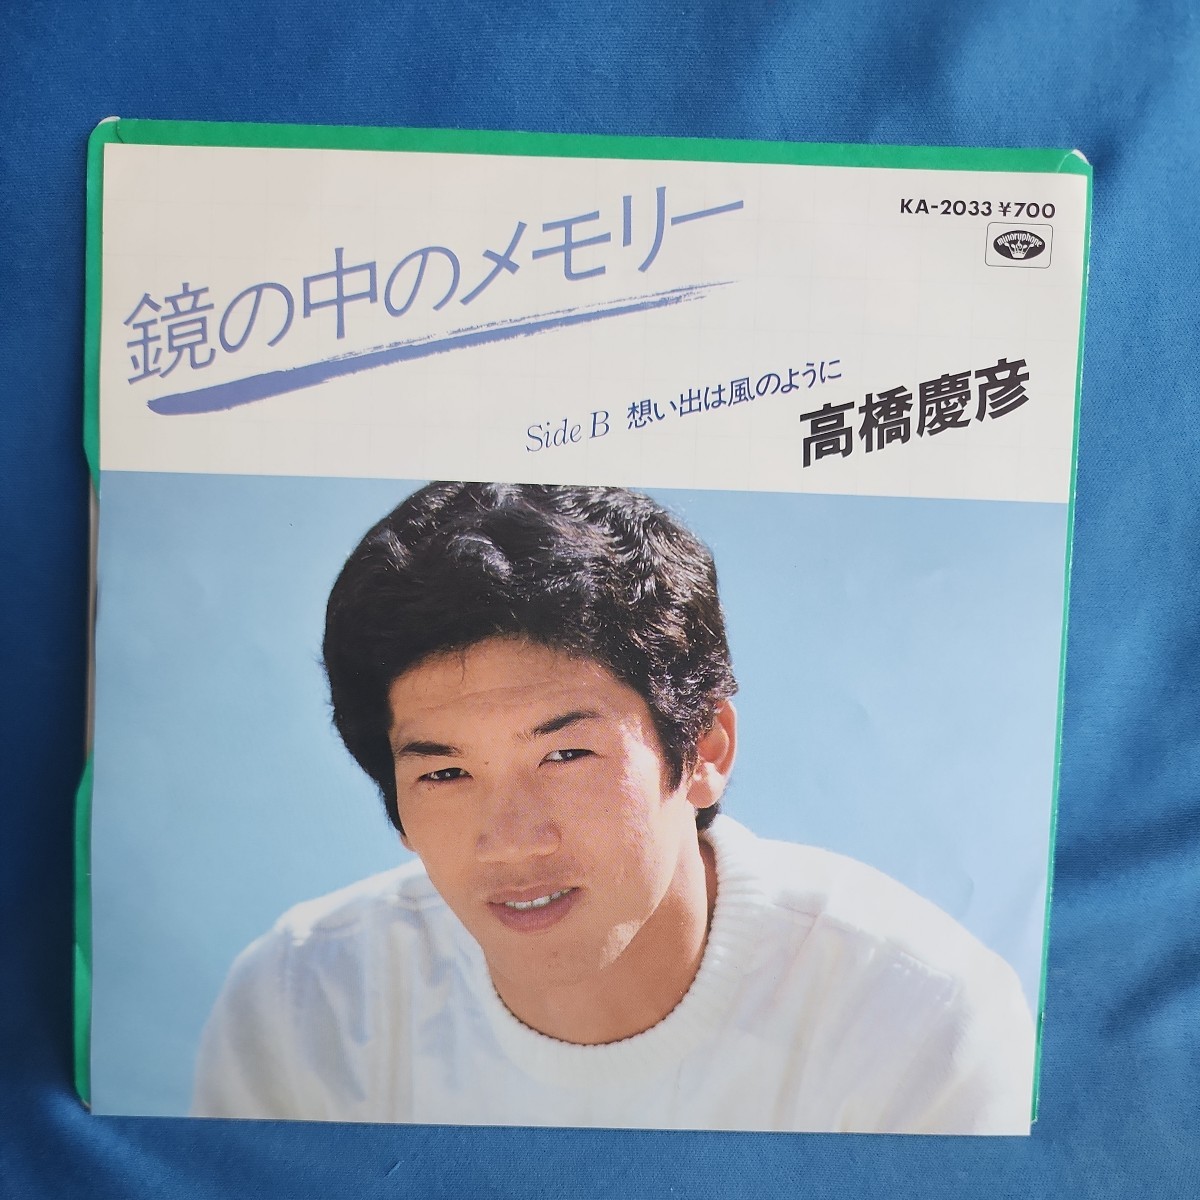 KA-2033 ¥700
minoruphone
鏡の中のメモリー
Side B 想い出は風のように
高橋慶彦